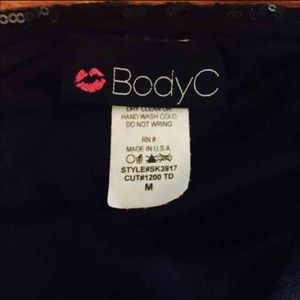 BodyC
DRY CLEAN OR
HAND WASH COLD
DO NOT WRING
RN#
MADE IN U.S.A.
STYLE#SK3917
CUT#1200 TD
M